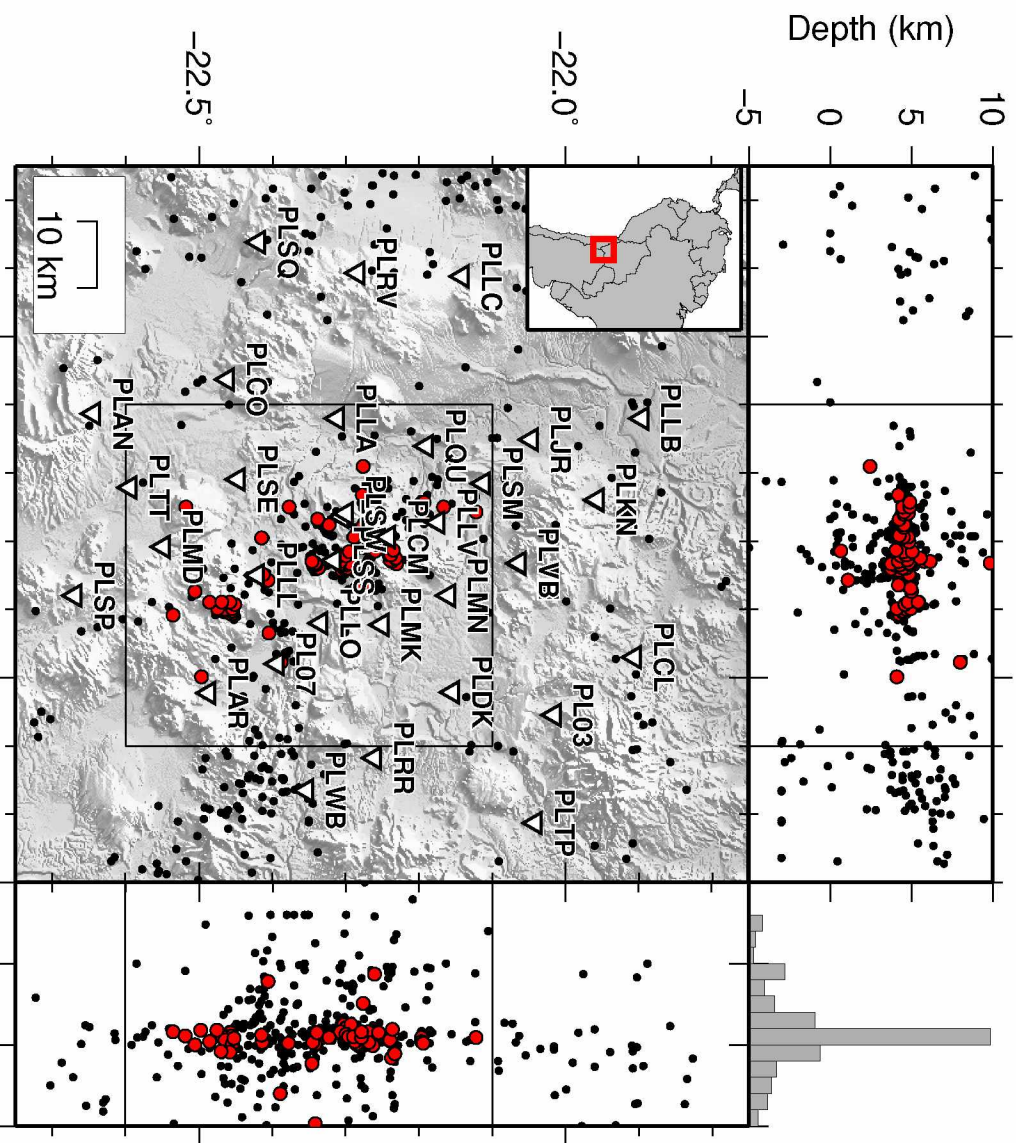 Depth (km)
−5
0
5
10
−22.5°
−22.0°
10 km
PLSQ
PLRV
PLLC
PLCO
PLAN
PLLA
PLQU
PLJR
PLLB
PLSM
PLKN
PLTT
PLSE
PLLV
PLVB
PLMD
PLSW
PLCM
PLSS
PLMN
PLSP
PLLL
PLLO
PLMK
PLCL
PL07
PLAR
PLDK
PL03
PLRR
PLWB
PLTP